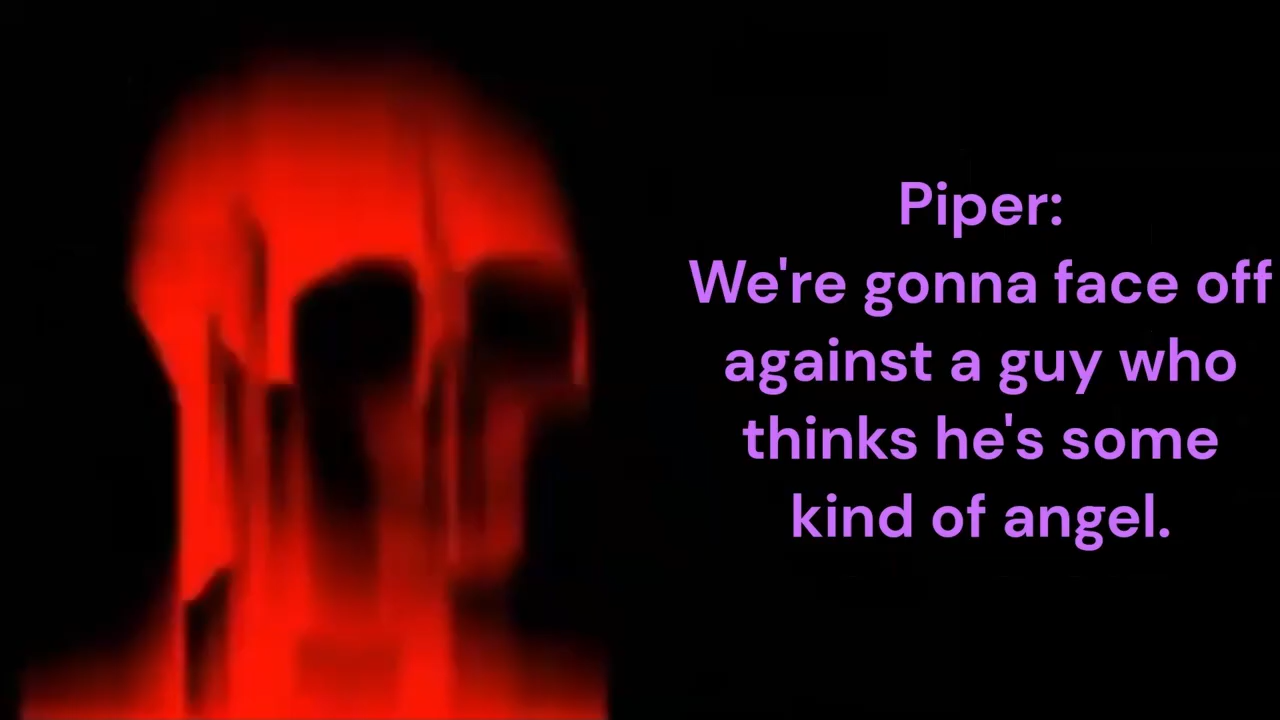 Piper:
We're gonna face off
against a guy who
thinks he's some
kind of angel.